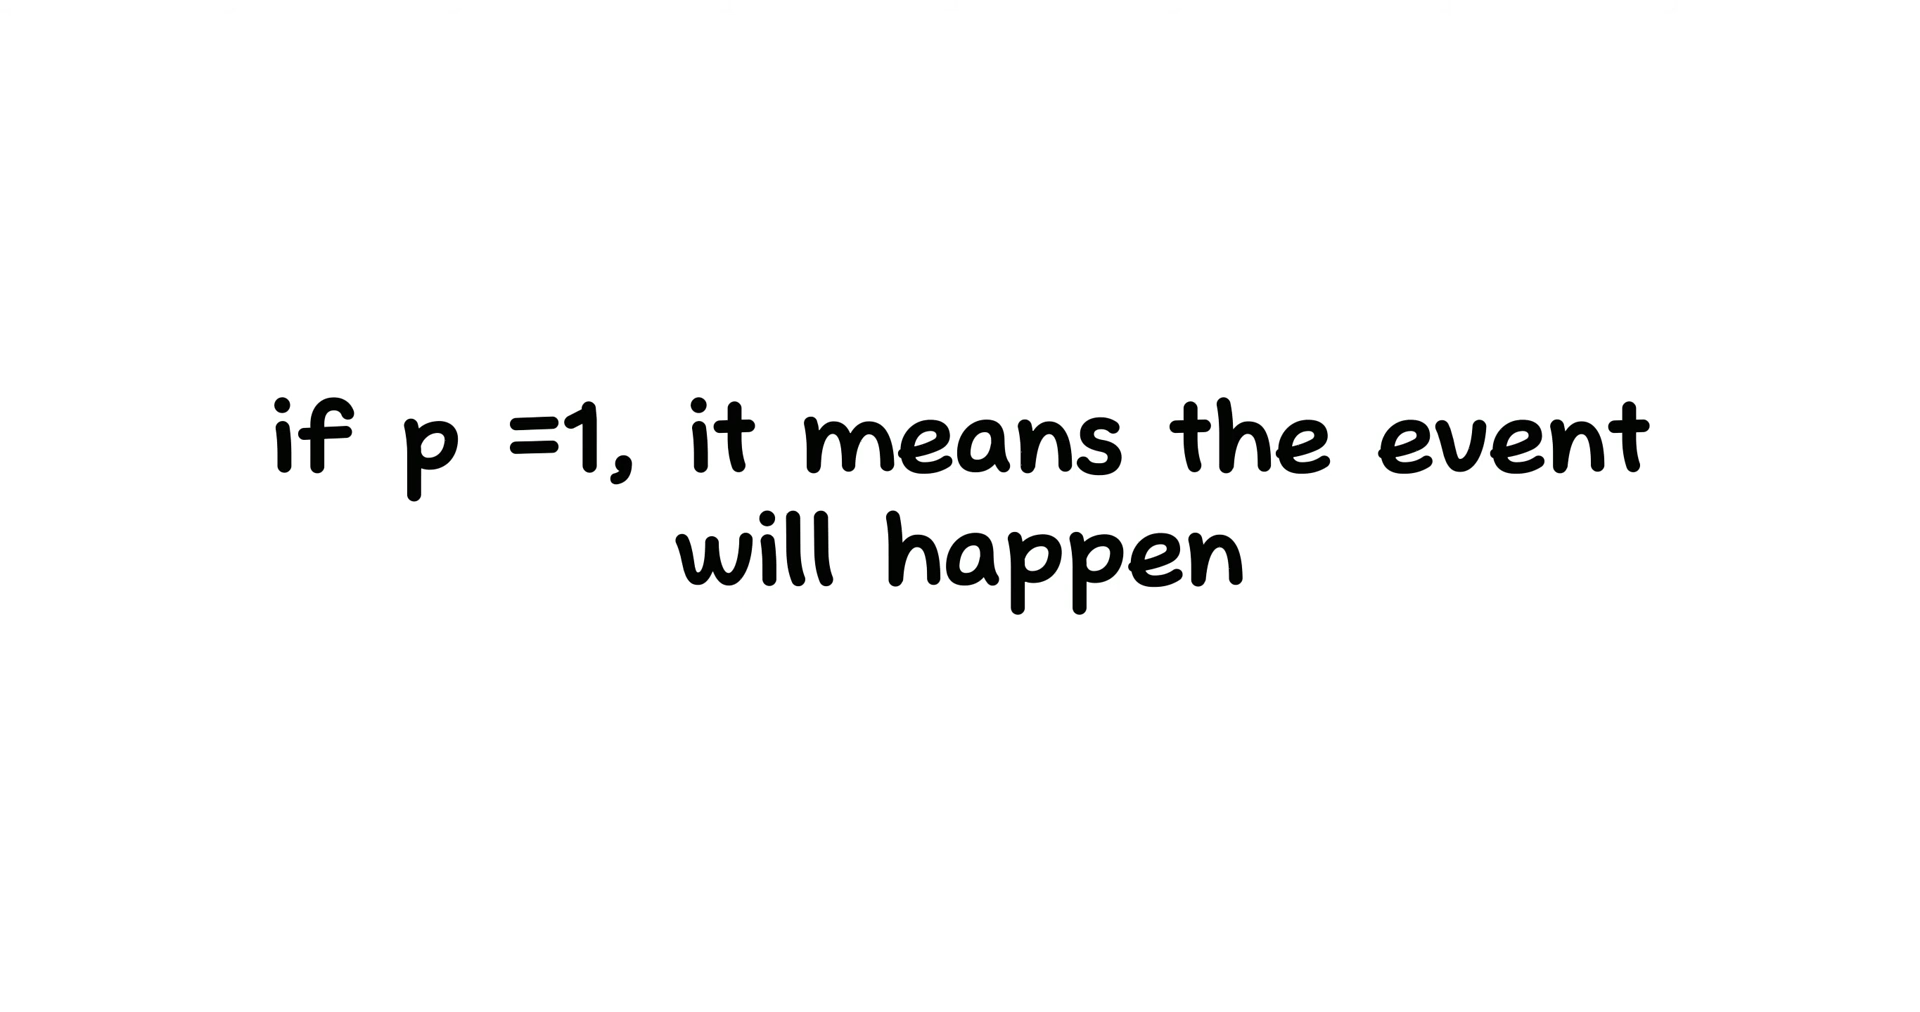 if p =1, it means the event
will happen